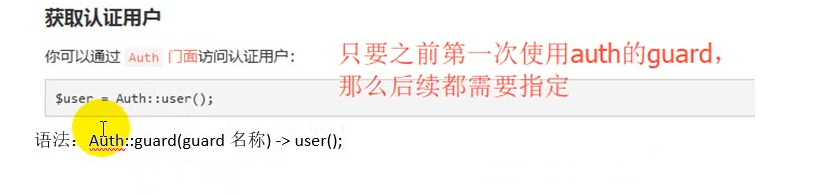 获取认证用户
你可以通过 Auth 门面访问认证用户：
只要之前第一次使用auth的guard，
那么后续都需要指定
$user = Auth::user();
语法：Auth::guard(guard 名称) -> user();